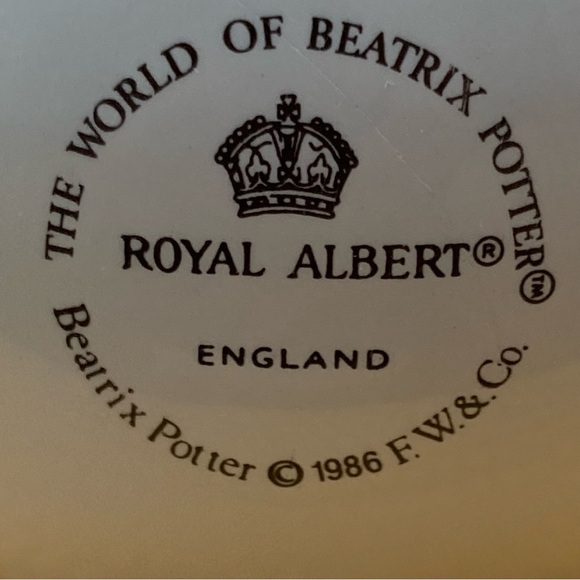 THE WORLD OF BEATRIX POTTER™
ROYAL ALBERT®
ENGLAND
Beatrix Potter © 1986 F.W.&.Co.